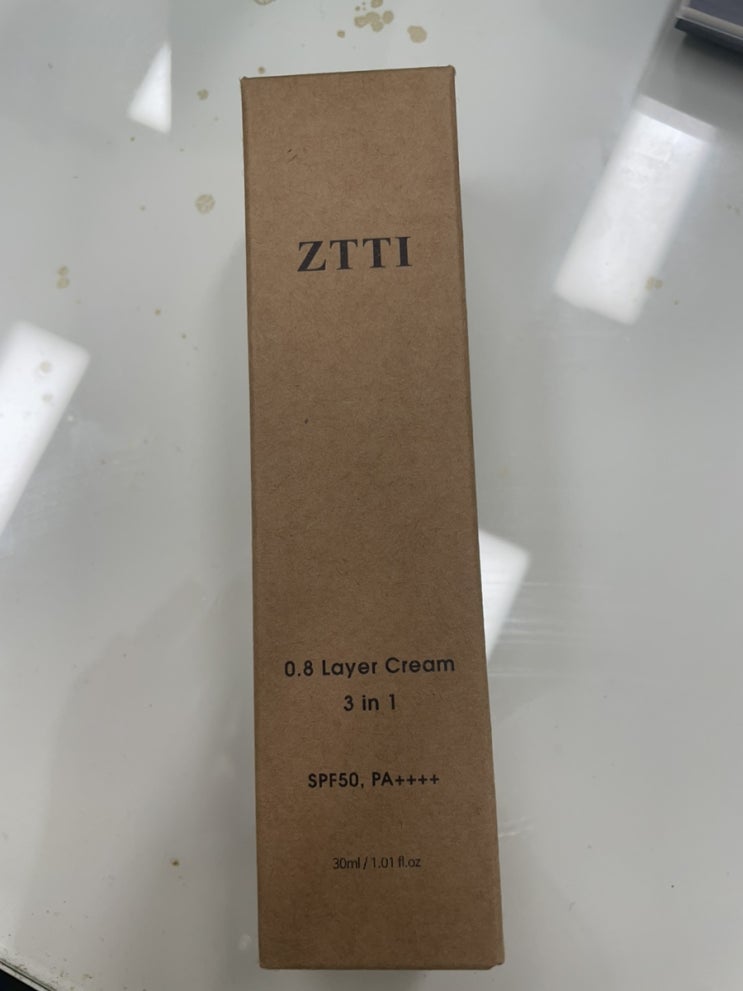 ZTTI
0.8 Layer Cream
3 in 1
SPF50, PA++++
30ml / 1.01 fl.oz